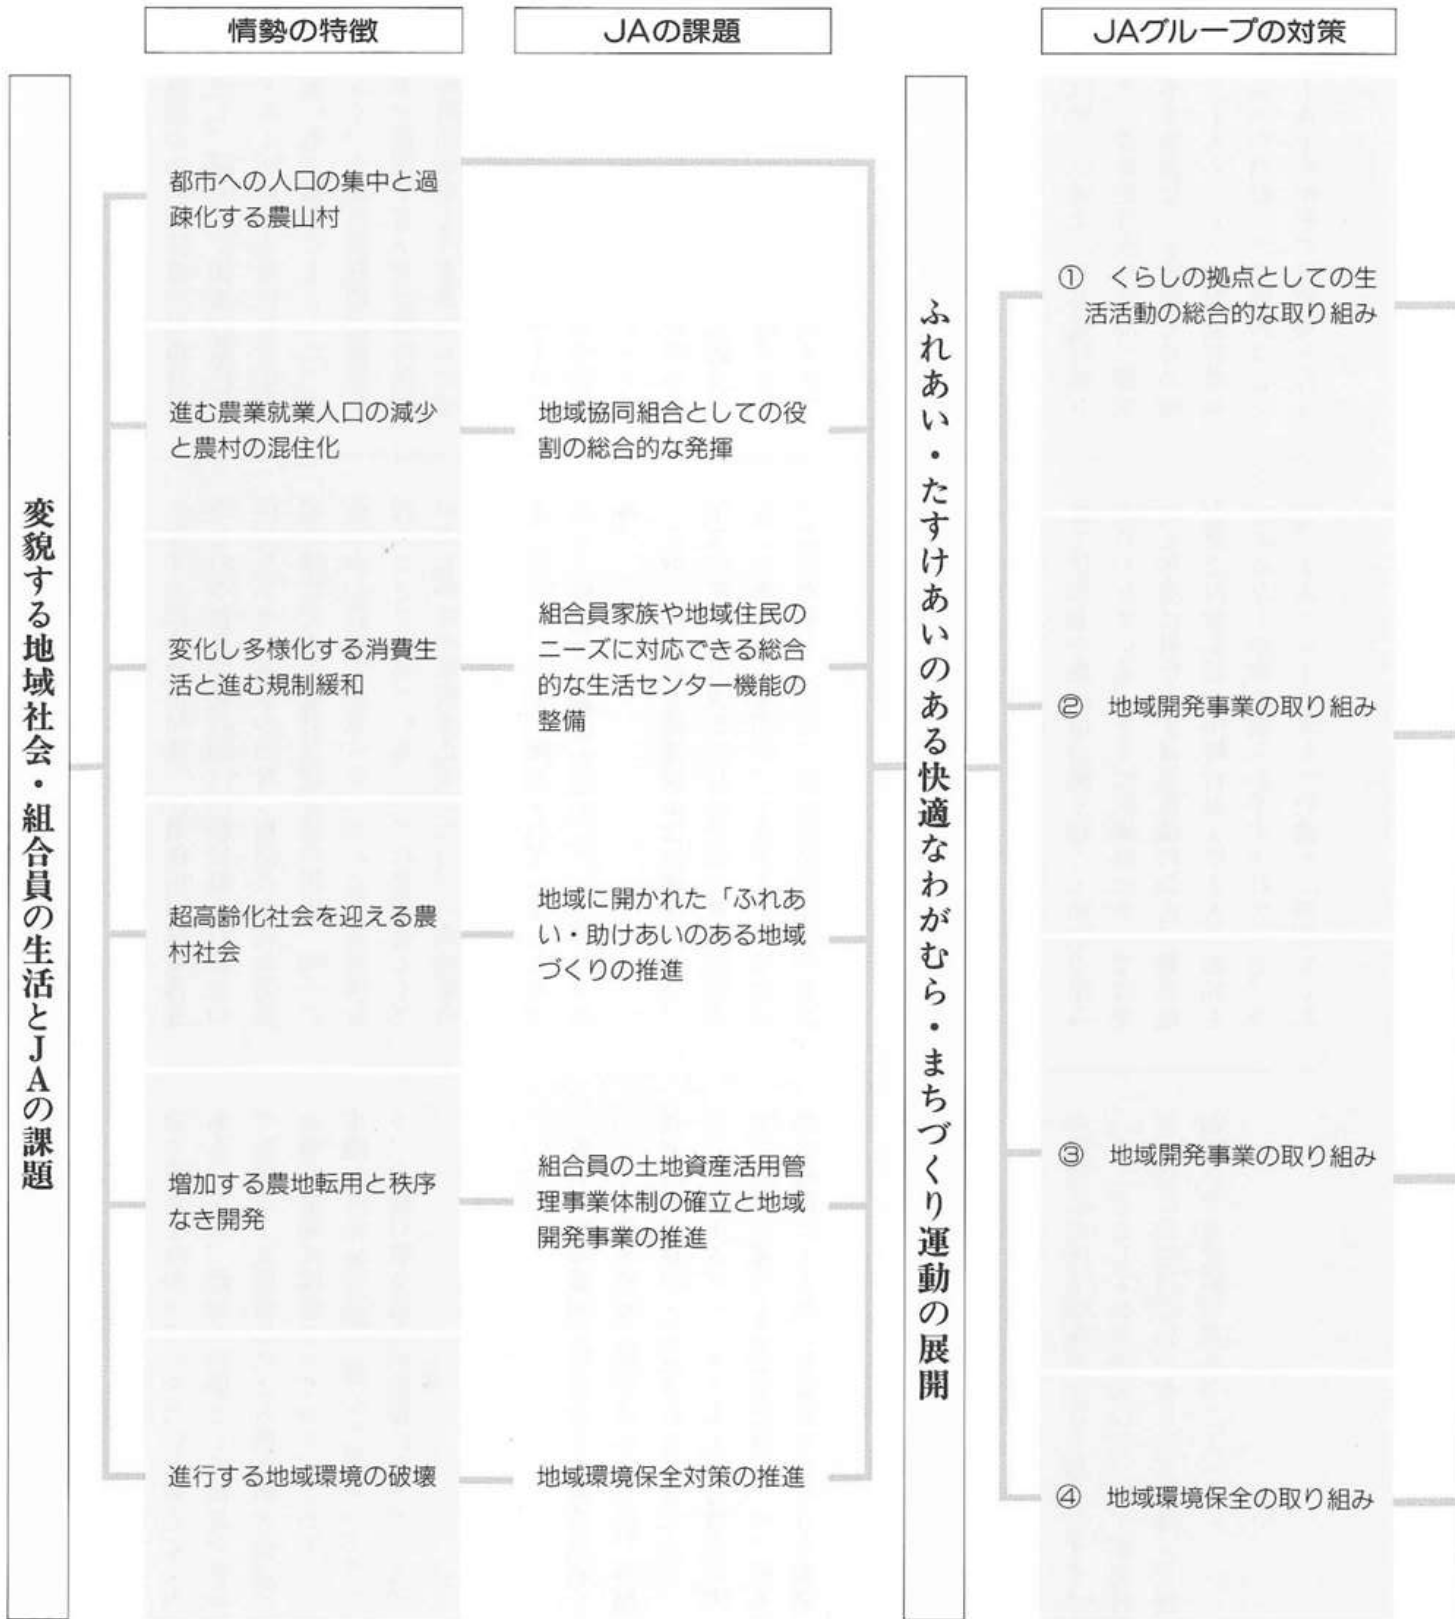 情勢の特徴
JAの課題
JAグループの対策
変貌する地域社会・組合員の生活とJAの課題
都市への人口の集中と過
疎化する農山村
進む農業就業人口の減少
と農村の混住化
変化し多様化する消費生
活と進む規制緩和
超高齢化社会を迎える農
村社会
増加する農地転用と秩序
なき開発
進行する地域環境の破壊
地域協同組合としての役
割の総合的な発揮
組合員家族や地域住民の
ニーズに対応できる総合
的な生活センター機能の
整備
地域に開かれた「ふれあ
い・助けあいのある地域
づくりの推進
組合員の土地資産活用管
理事業体制の確立と地域
開発事業の推進
地域環境保全対策の推進
ふれあい・たすけあいのある快適なわがむら・まちづくり運動の展開
① くらしの拠点としての生
活活動の総合的な取り組み
② 地域開発事業の取り組み
③ 地域開発事業の取り組み
④ 地域環境保全の取り組み